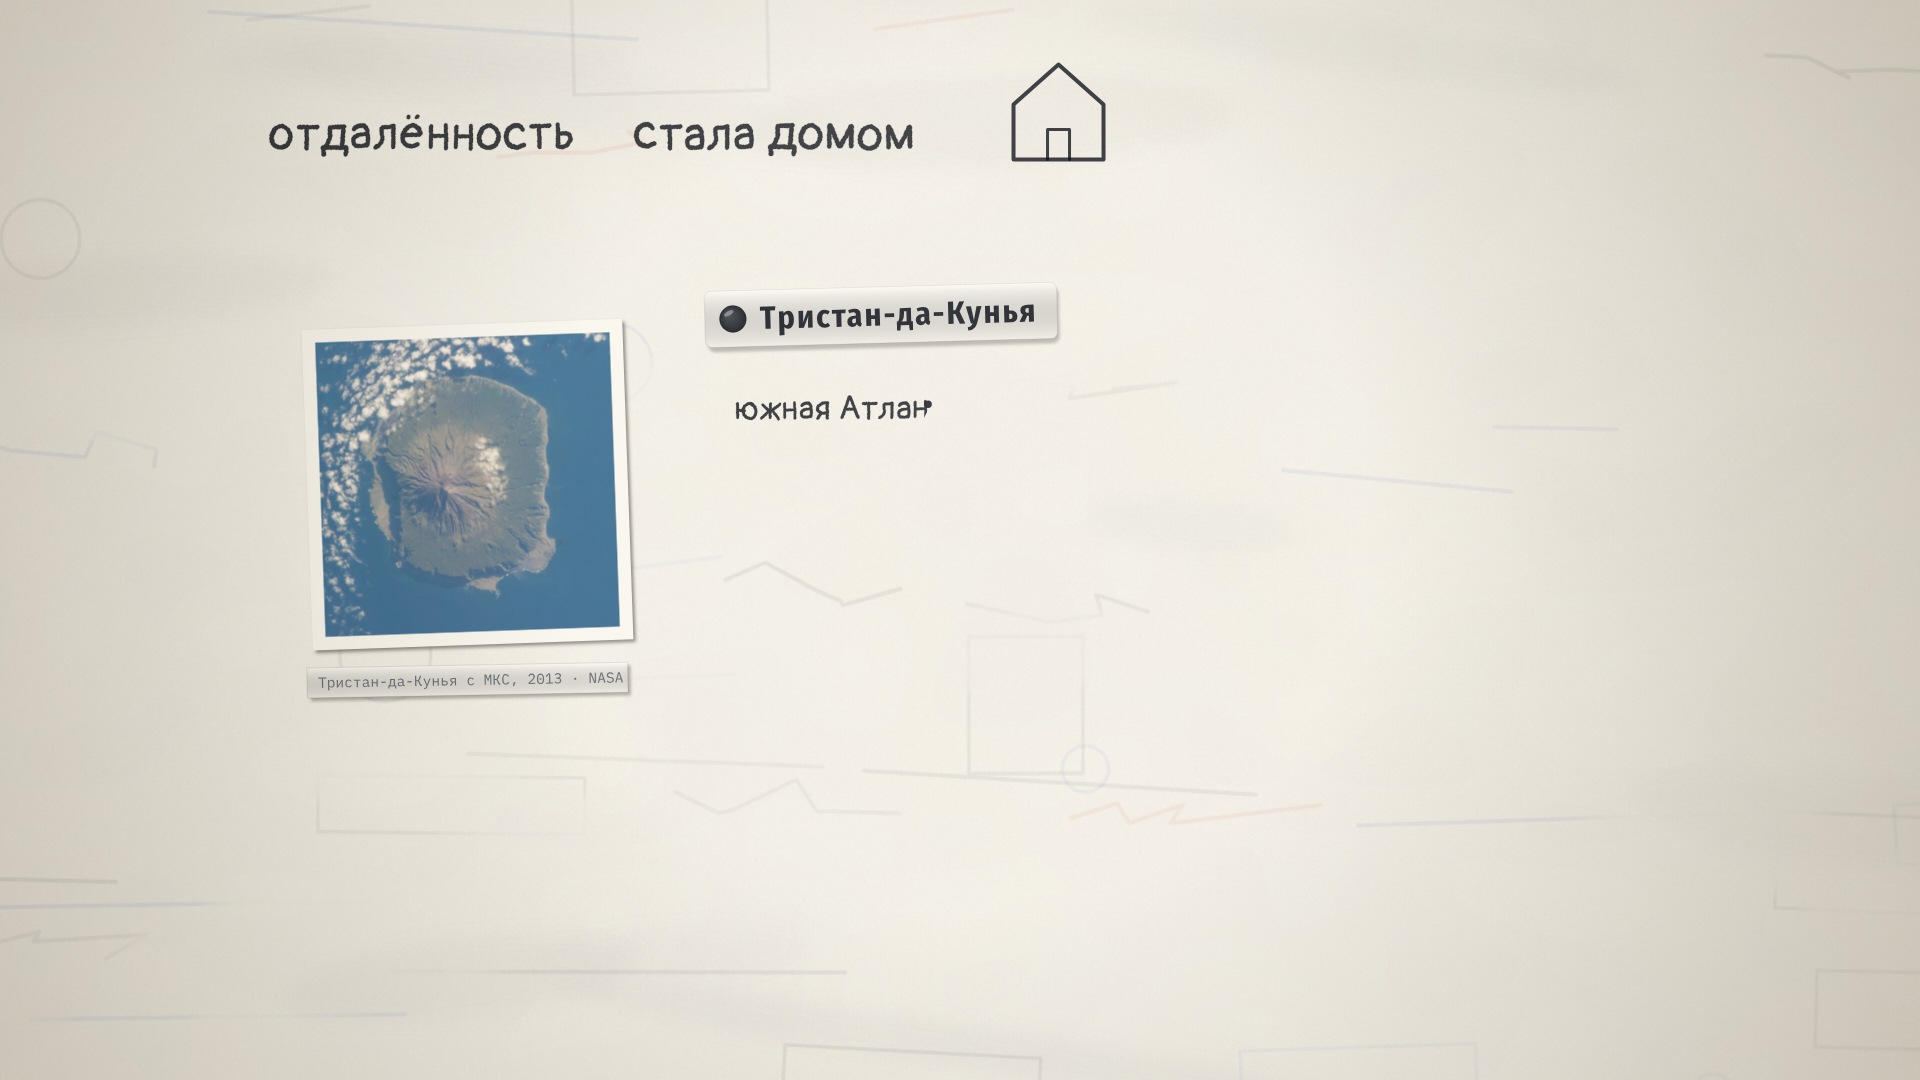 отдалённость стала домом
Тристан-да-Кунья
южная Атлан
Тристан-да-Кунья с МКС, 2013 · NASA